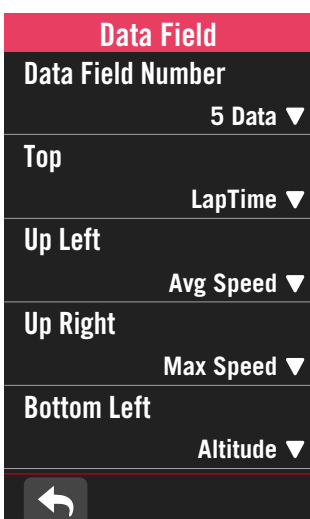 Data Field
Data Field Number
5 Data ▼
Top
LapTime ▼
Up Left
Avg Speed ▼
Up Right
Max Speed ▼
Bottom Left
Altitude ▼